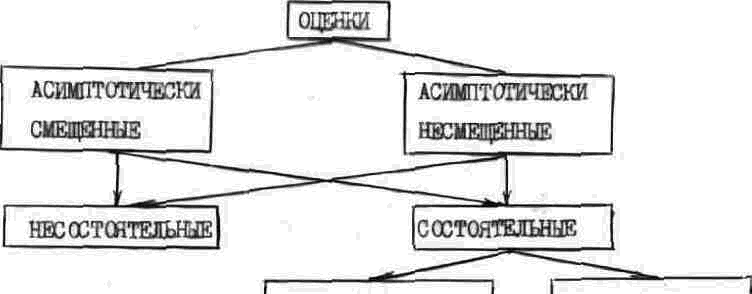 ОЦЕНКИ
АСИМПТОТИЧЕСКИ
СМЕЩЕННЫЕ
АСИМПТОТИЧЕСКИ
НЕСМЕЩЕННЫЕ
НЕСОСТОЯТЕЛЬНЫЕ
СОСТОЯТЕЛЬНЫЕ